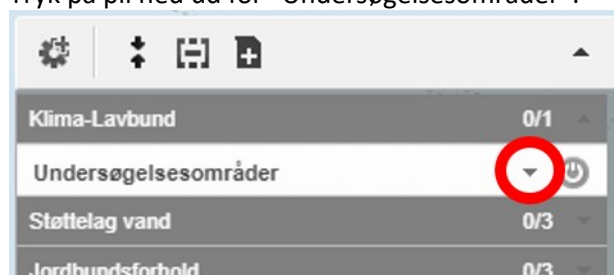 Tryk på pil ned ud for "Undersøgelsesområder".
Klima-Lavbund 0/1
Undersøgelsesområder
Støttelag vand 0/3
Jordbundsforhold 0/3